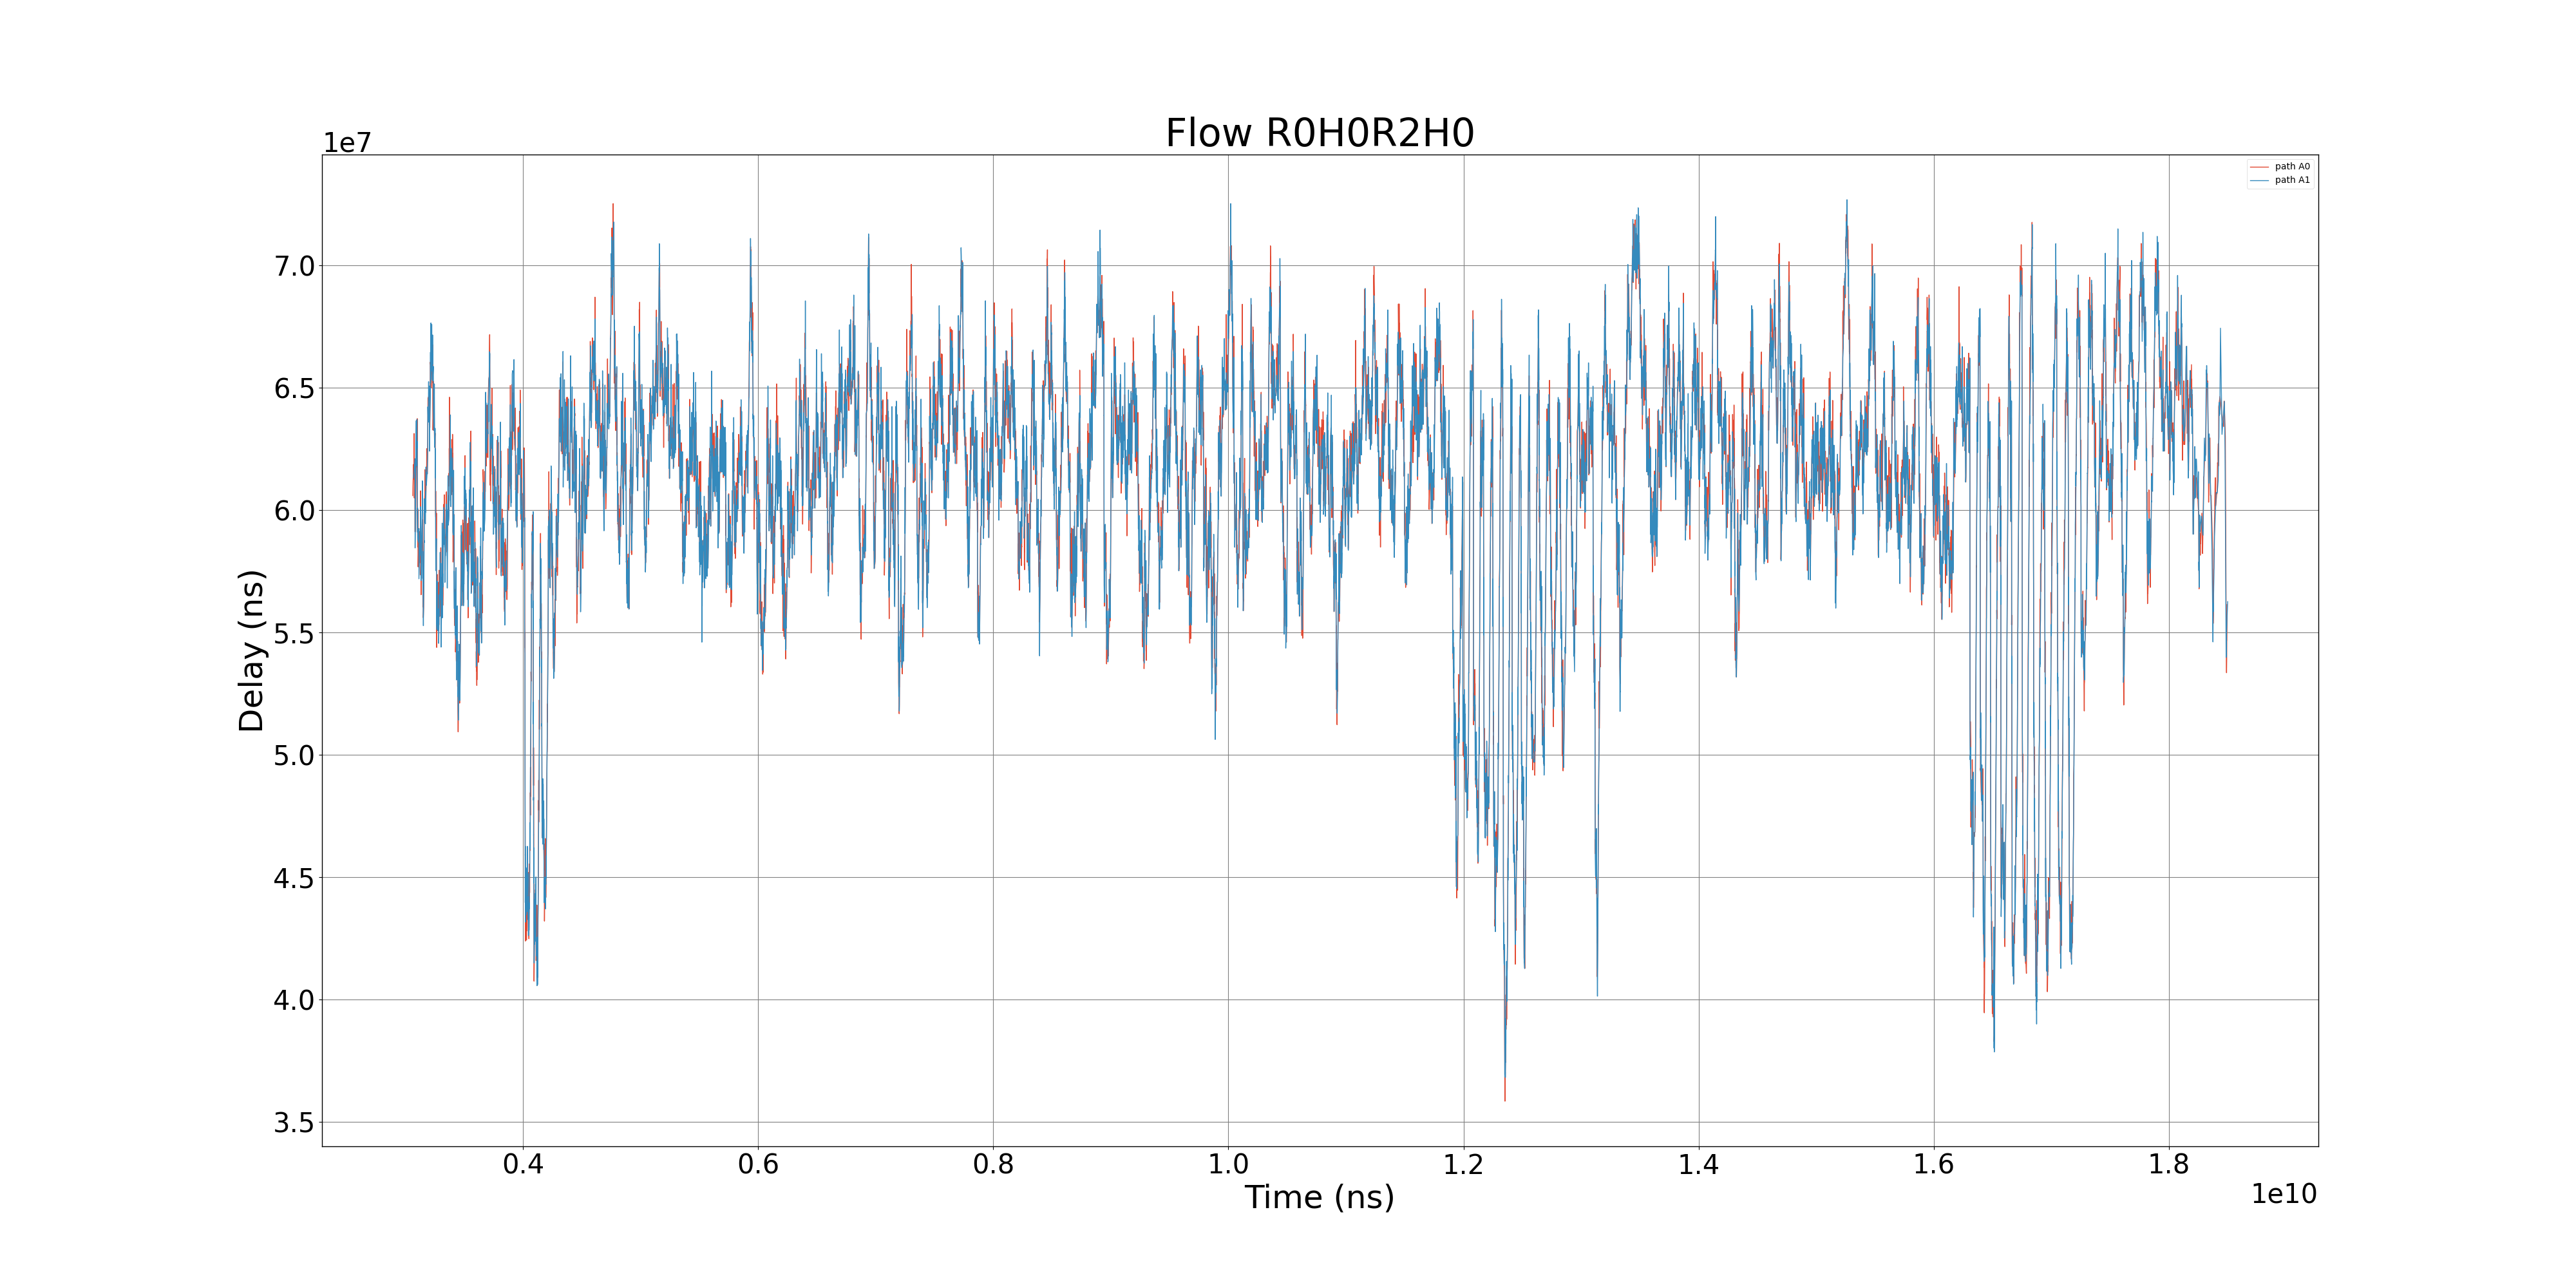 Flow R0H0R2H0
1e7
path A0
path A1
7.0
6.5
6.0
5.5
5.0
4.5
4.0
3.5
Delay (ns)
0.4 0.6 0.8 1.0 1.2 1.4 1.6 1.8
Time (ns)
1e10